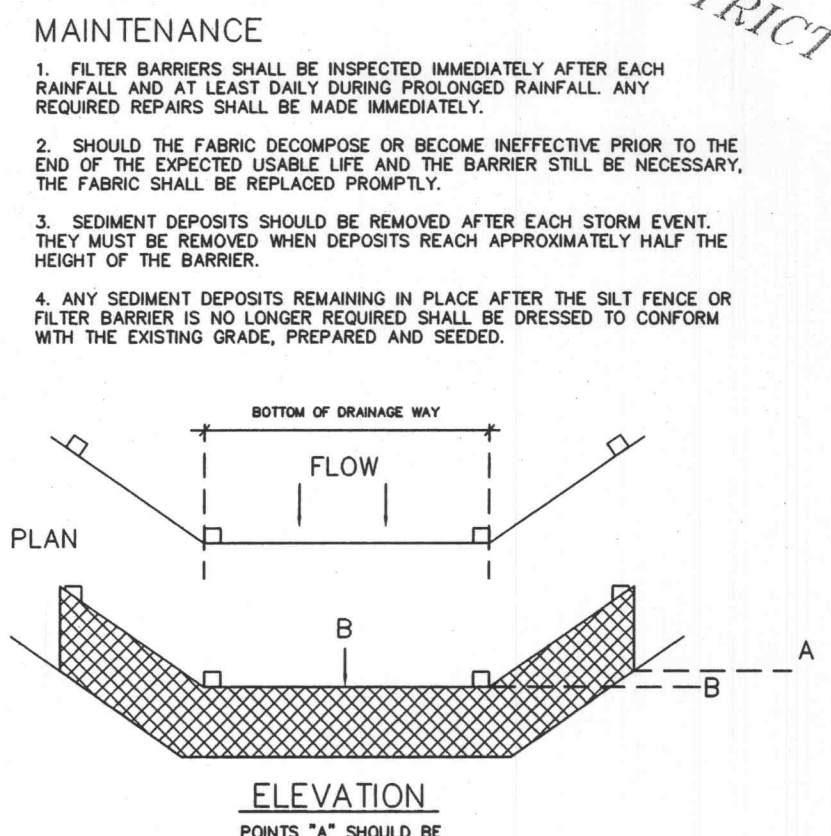 MAINTENANCE
1. FILTER BARRIERS SHALL BE INSPECTED IMMEDIATELY AFTER EACH
RAINFALL AND AT LEAST DAILY DURING PROLONGED RAINFALL. ANY
REQUIRED REPAIRS SHALL BE MADE IMMEDIATELY.
2. SHOULD THE FABRIC DECOMPOSE OR BECOME INEFFECTIVE PRIOR TO THE
END OF THE EXPECTED USABLE LIFE AND THE BARRIER STILL BE NECESSARY,
THE FABRIC SHALL BE REPLACED PROMPTLY.
3. SEDIMENT DEPOSITS SHOULD BE REMOVED AFTER EACH STORM EVENT.
THEY MUST BE REMOVED WHEN DEPOSITS REACH APPROXIMATELY HALF THE
HEIGHT OF THE BARRIER.
4. ANY SEDIMENT DEPOSITS REMAINING IN PLACE AFTER THE SILT FENCE OR
FILTER BARRIER IS NO LONGER REQUIRED SHALL BE DRESSED TO CONFORM
WITH THE EXISTING GRADE, PREPARED AND SEEDED.
BOTTOM OF DRAINAGE WAY
FLOW
PLAN
B
A
B
ELEVATION
POINTS "A" SHOULD BE